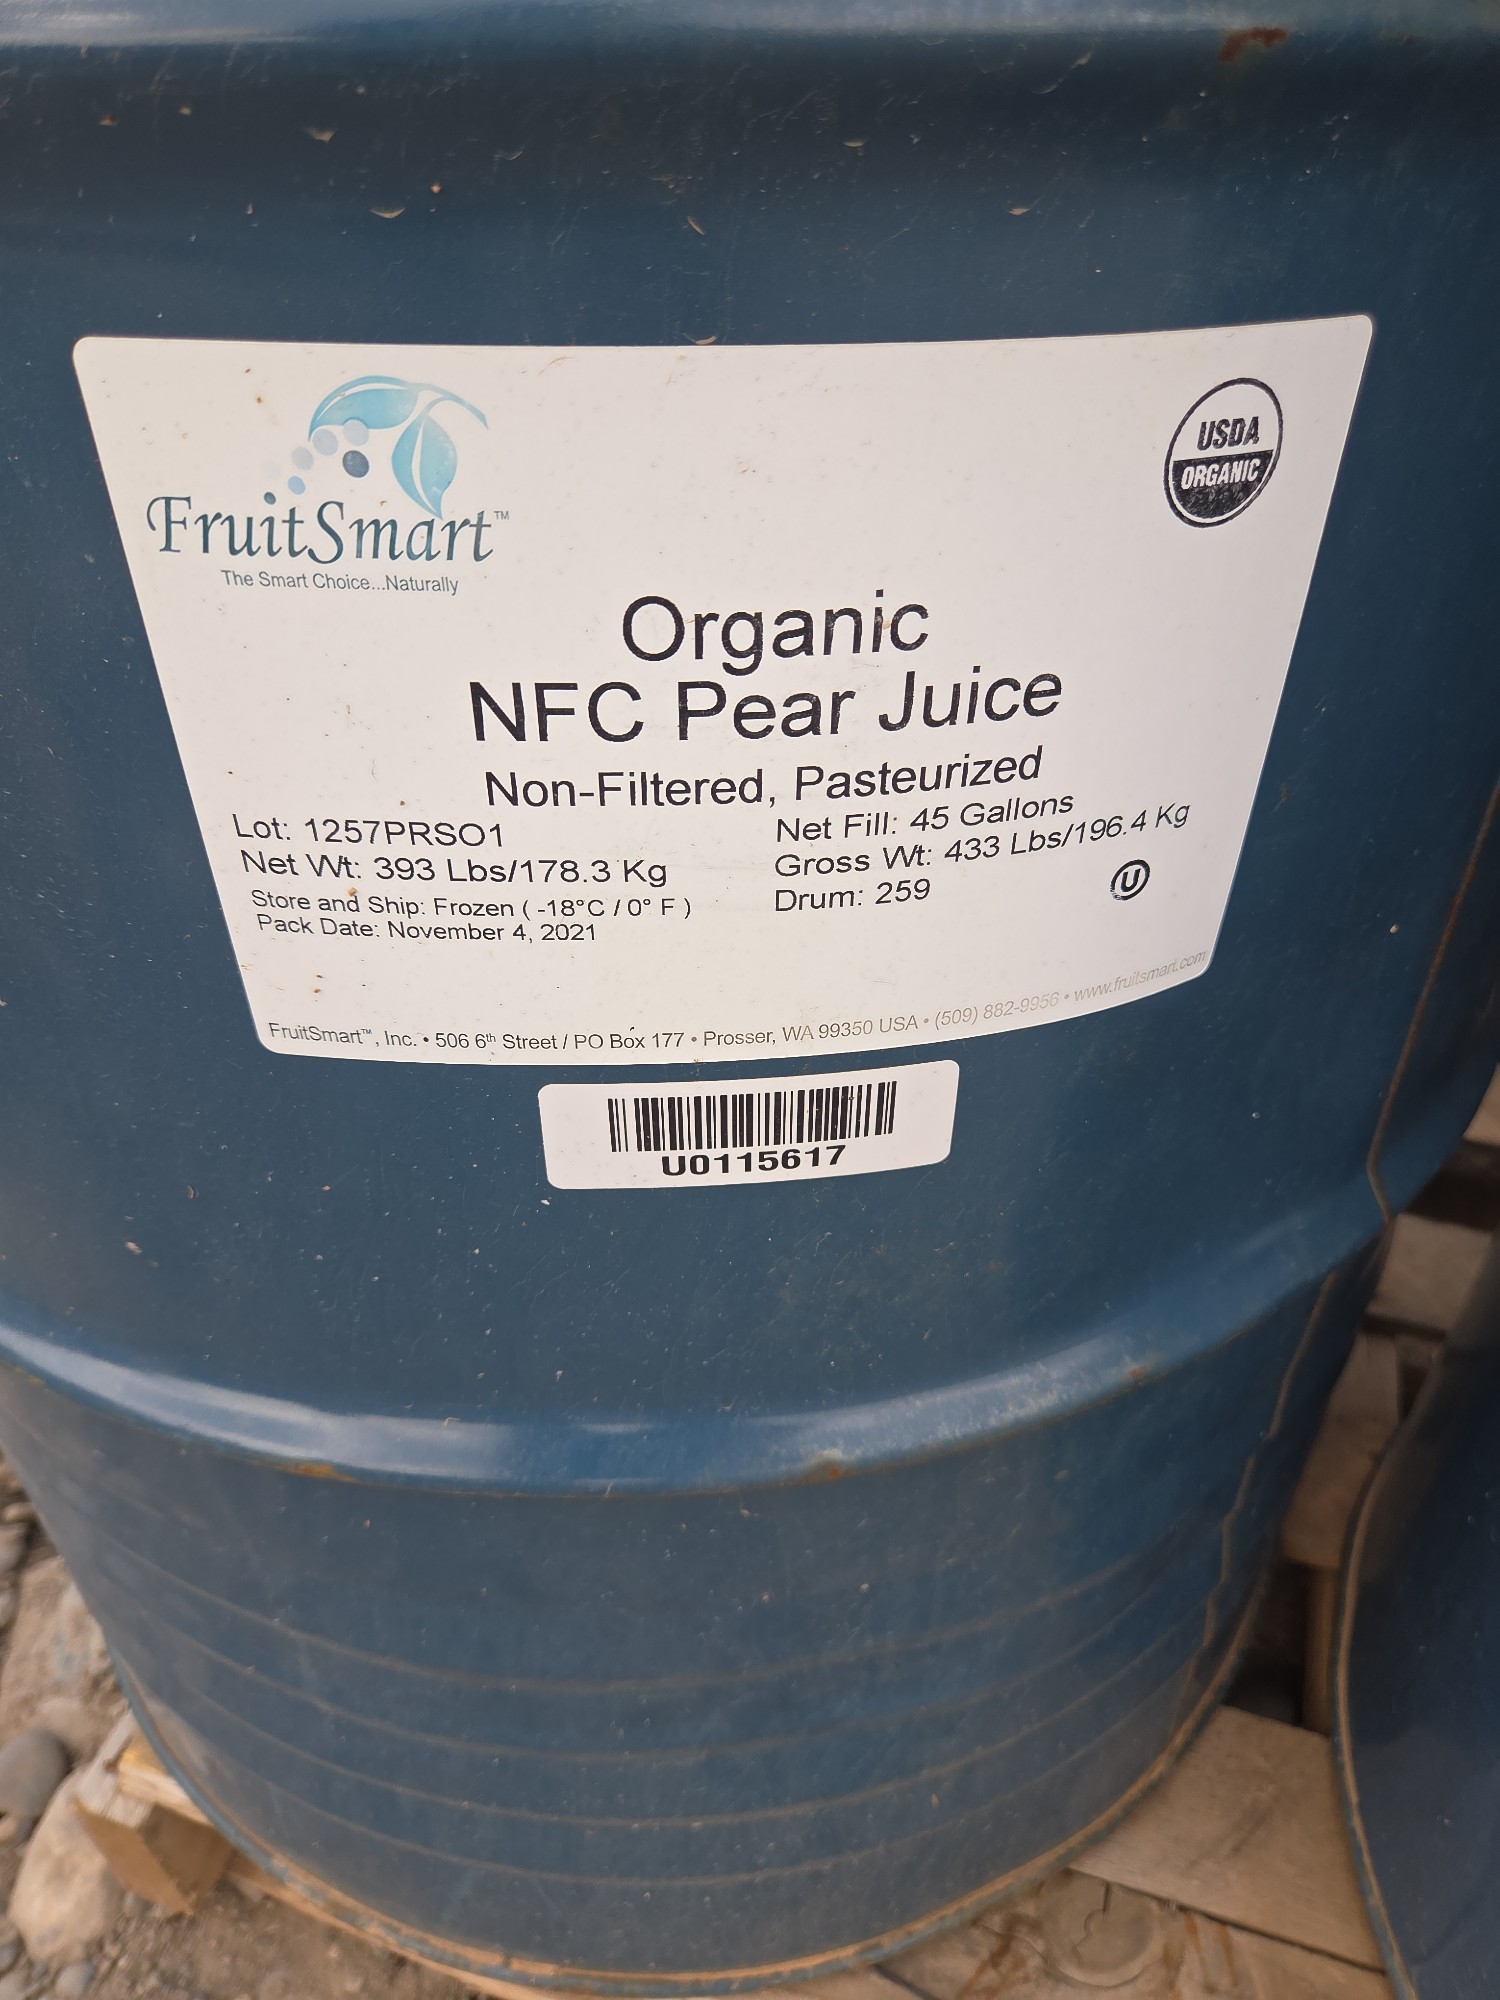 FruitSmart™
The Smart Choice...Naturally
USDA
ORGANIC
Organic
NFC Pear Juice
Non-Filtered, Pasteurized
Lot: 1257PRSO1
Net Wt: 393 Lbs/178.3 Kg
Store and Ship: Frozen ( -18°C / 0° F )
Pack Date: November 4, 2021
Net Fill: 45 Gallons
Gross Wt: 433 Lbs/196.4 Kg
Drum: 259
U
FruitSmart™, Inc. • 506 6th Street / PO Box 177 • Prosser, WA 99350 USA • (509) 882-9956 • www.fruitsmart.com
U0115617